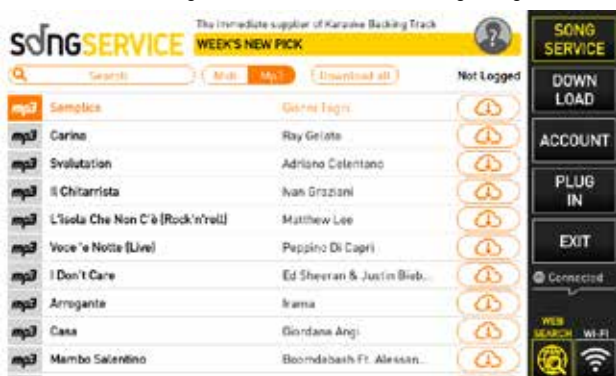 SONGSERVICE
The immediate supplier of Karaoke Backing Track
WEEK'S NEW PICK
Search
Midi
Mp3
Download all
Not Logged
mp3 Semplice Gianni Togni
mp3 Carina Ray Gelato
mp3 Svalutation Adriano Celentano
mp3 Il Chitarrista Ivan Graziani
mp3 L'isola Che Non C'è (Rock'n'roll) Matthew Lee
mp3 Voce 'e Notte (Live) Peppino Di Capri
mp3 I Don't Care Ed Sheeran & Justin Bieb...
mp3 Arrogante Irama
mp3 Casa Giordana Angi
mp3 Mambo Salentino Boomdabash Ft. Alessan...
SONG
SERVICE
DOWN
LOAD
ACCOUNT
PLUG
IN
EXIT
Connected
WEB
SEARCH
WI-FI